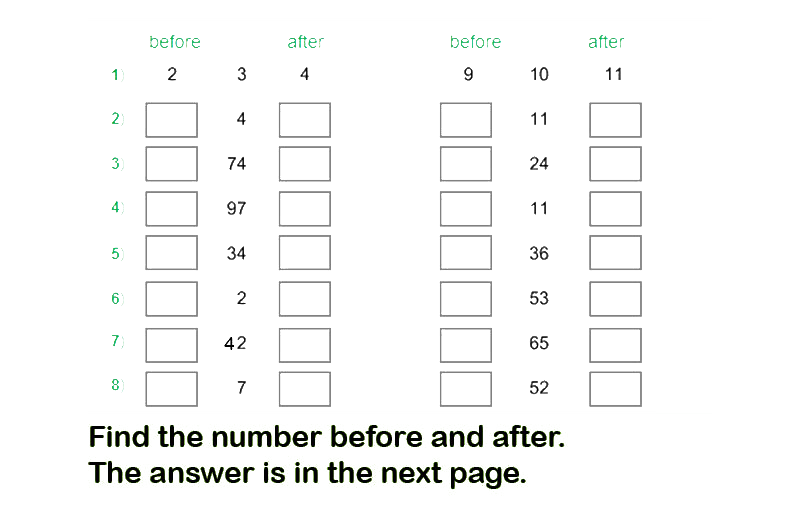 before after before after
1) 2 3 4 9 10 11
2) 4 11
3) 74 24
4) 97 11
5) 34 36
6) 2 53
7) 42 65
8) 7 52
Find the number before and after.
The answer is in the next page.